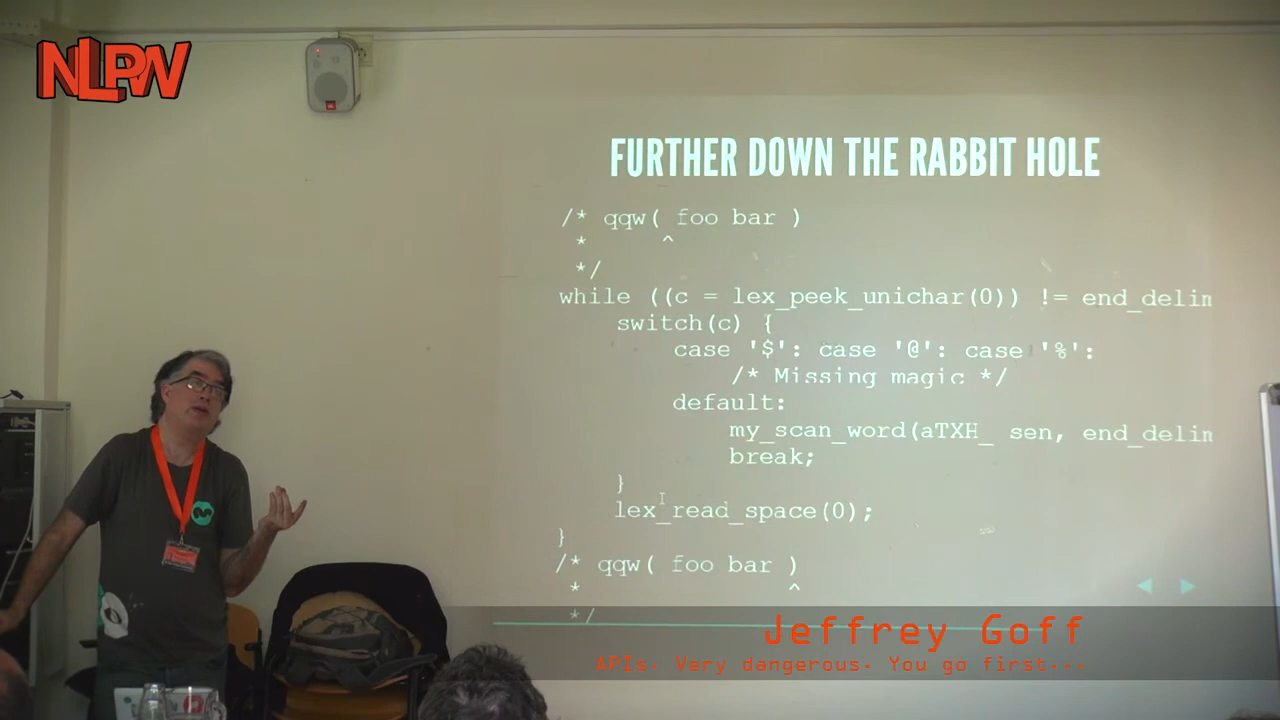 NLPW
FURTHER DOWN THE RABBIT HOLE
/* qqw( foo bar )
*      ^
*/
while ((c = lex_peek_unichar(0)) != end_delim
switch(c) {
case '$': case '@': case '%':
/* Missing magic */
default:
my_scan_word(aTXH_ sen, end_delim
break;
}
lex_read_space(0);
}
/* qqw( foo bar )
*               ^
*/
Jeffrey Goff
APIs. Very dangerous. You go first...